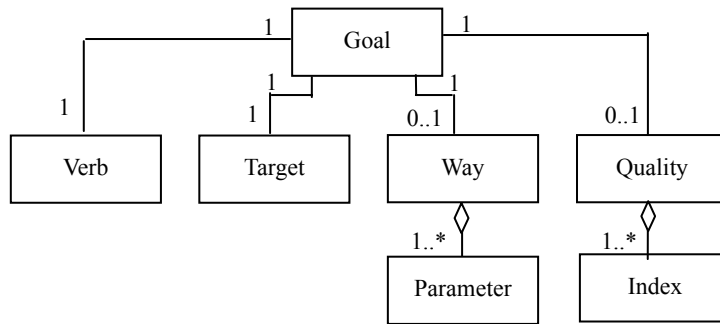 1
Goal
1
1
1
1
1
0..1
0..1
Verb
Target
Way
Quality
1..*
1..*
Parameter
Index